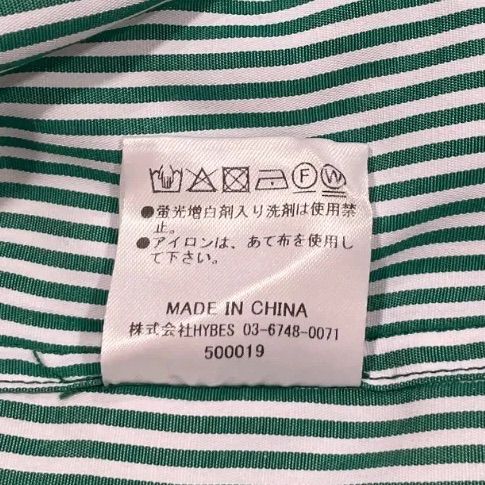 F W
●蛍光増白剤入り洗剤は使用禁
止。
●アイロンは、あて布を使用し
て下さい。
MADE IN CHINA
株式会社HYBES 03-6748-0071
500019